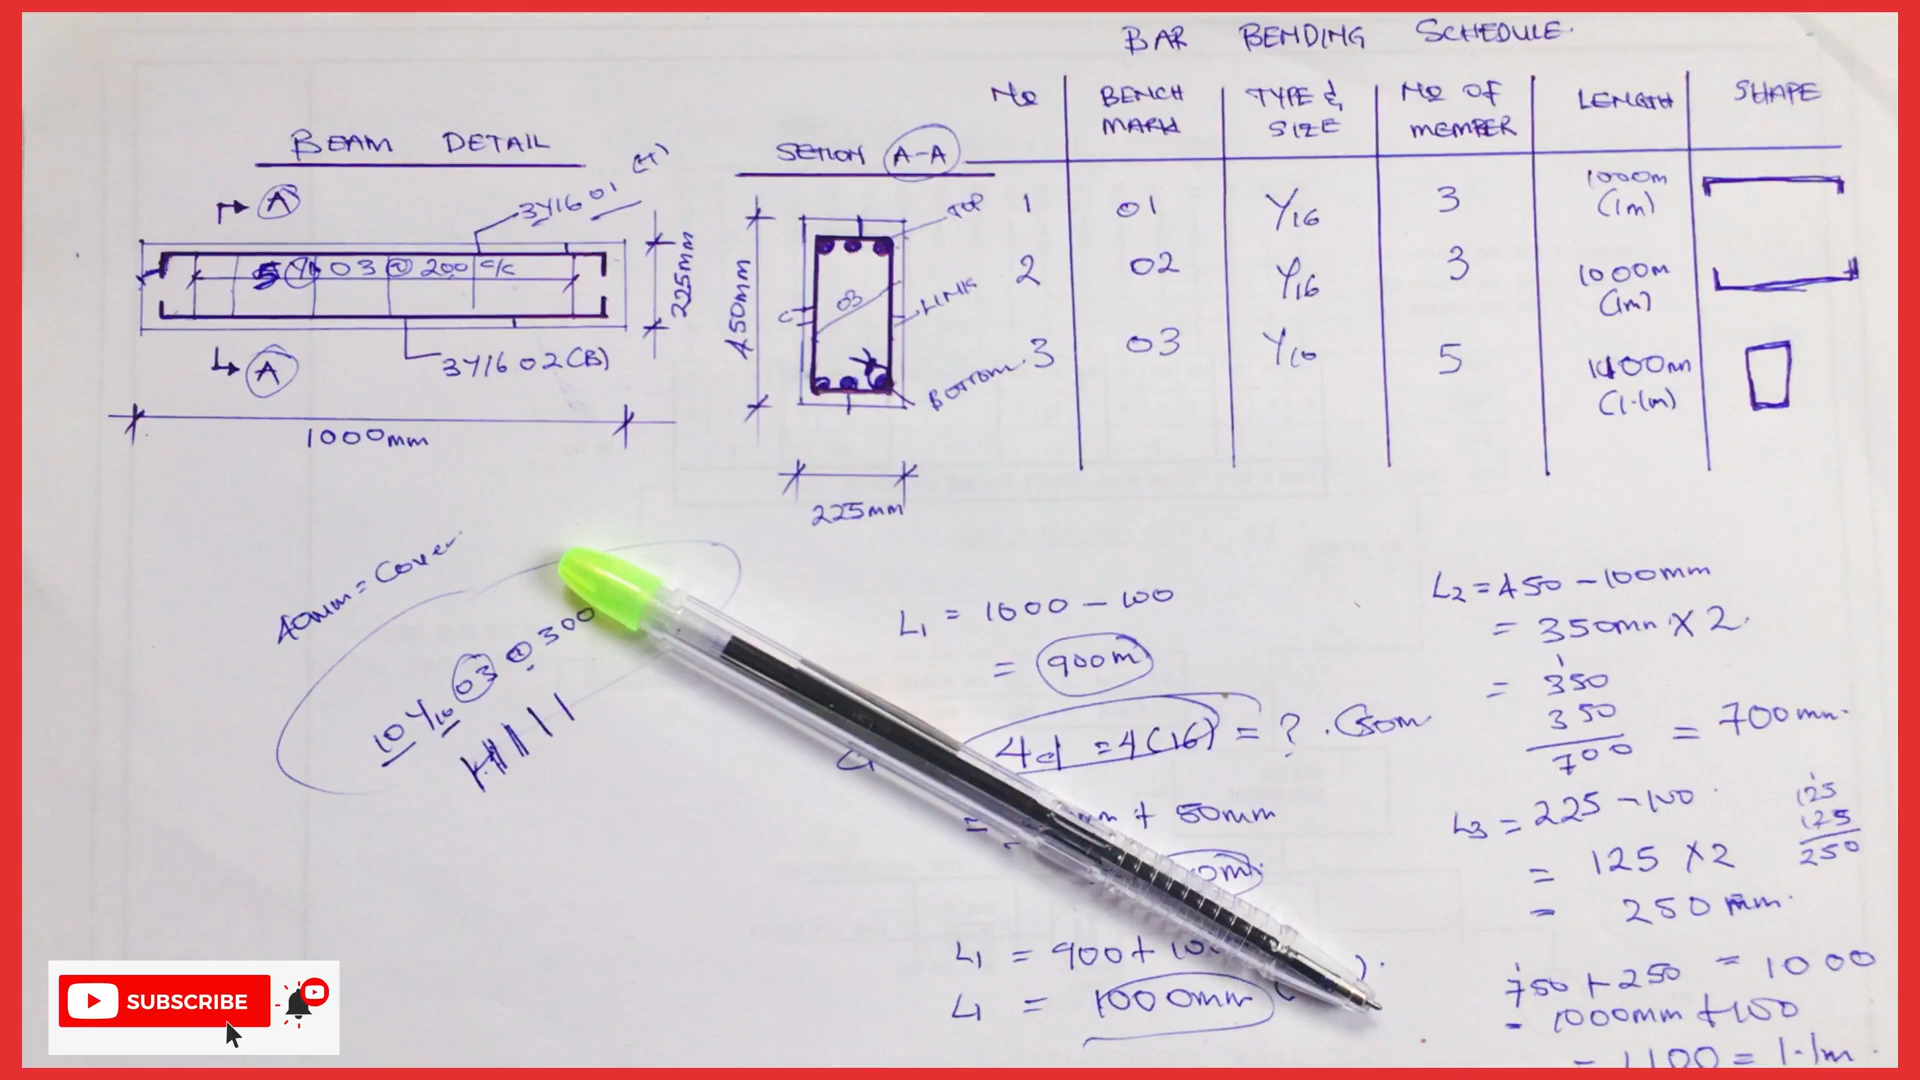 BAR BENDING SCHEDULE
No BENCH MARK TYPE & SIZE No OF MEMBER LENGTH SHAPE
1 01 Y16 3 1000m (1m)
2 02 Y16 3 1000m (1m)
3 03 Y10 5 1100mm (1.1m)
BEAM DETAIL
A
3Y16 01 (T)
5 Y10 03 @ 200 c/c
225mm
A
3Y16 02 (B)
1000mm
SETION A-A
TOP
450mm
03
LINK
C
BOTTOM
225mm
40mm = Cover
10Y10 03 @ 300
L1 = 1000 - 100
= 900m
4d = 4(16) = ? . (50m
+ 50mm
L1 = 900 + 10
L1 = 1000mm
L2 = 450 - 100mm
= 350mm X 2
= 350
350
700
= 700mm.
L3 = 225 - 100
= 125 X 2
= 250mm.
125
125
250
750 + 250 = 1000
- 1000mm + 100
- 1100 = 1.1m
SUBSCRIBE